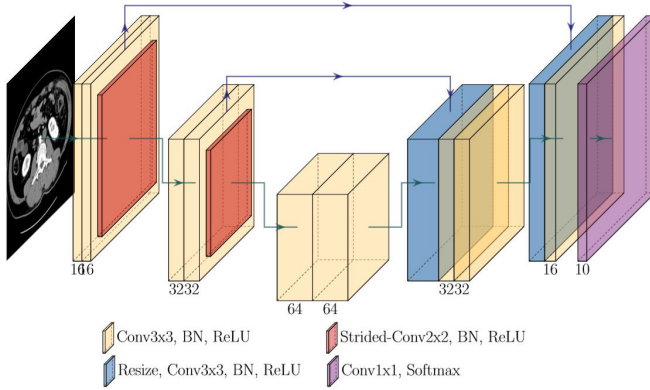 1616
3232
64 64
3232
16 10
Conv3x3, BN, ReLU
Strided-Conv2x2, BN, ReLU
Resize, Conv3x3, BN, ReLU
Conv1x1, Softmax